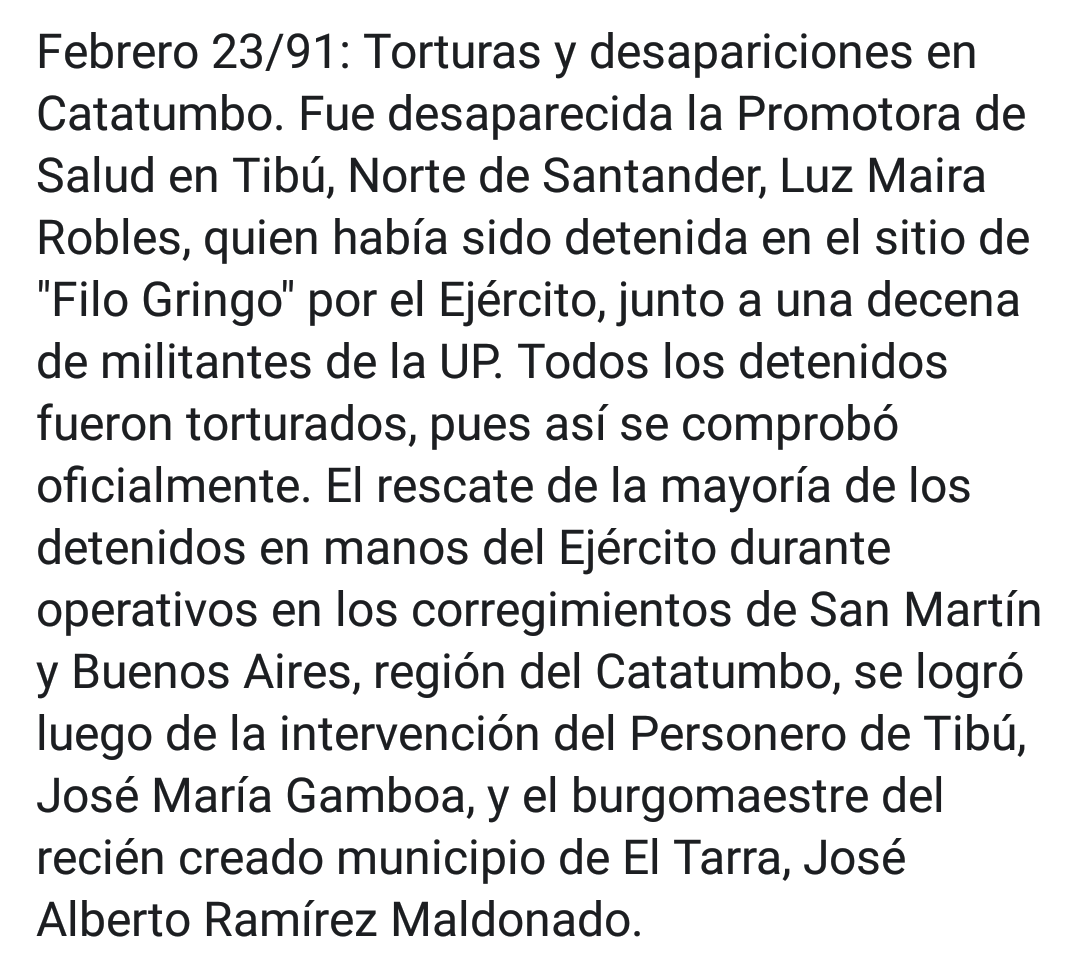 Febrero 23/91: Torturas y desapariciones en
Catatumbo. Fue desaparecida la Promotora de
Salud en Tibú, Norte de Santander, Luz Maira
Robles, quien había sido detenida en el sitio de
"Filo Gringo" por el Ejército, junto a una decena
de militantes de la UP. Todos los detenidos
fueron torturados, pues así se comprobó
oficialmente. El rescate de la mayoría de los
detenidos en manos del Ejército durante
operativos en los corregimientos de San Martín
y Buenos Aires, región del Catatumbo, se logró
luego de la intervención del Personero de Tibú,
José María Gamboa, y el burgomaestre del
recién creado municipio de El Tarra, José
Alberto Ramírez Maldonado.